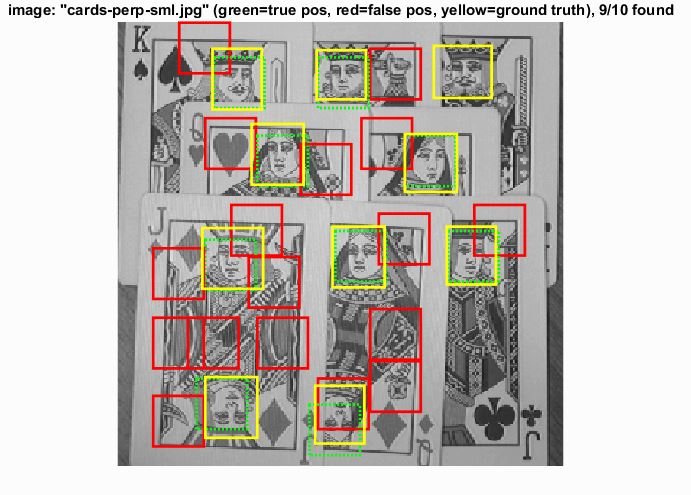 image: "cards-perp-sml.jpg" (green=true pos, red=false pos, yellow=ground truth), 9/10 found
K
Q
J
J